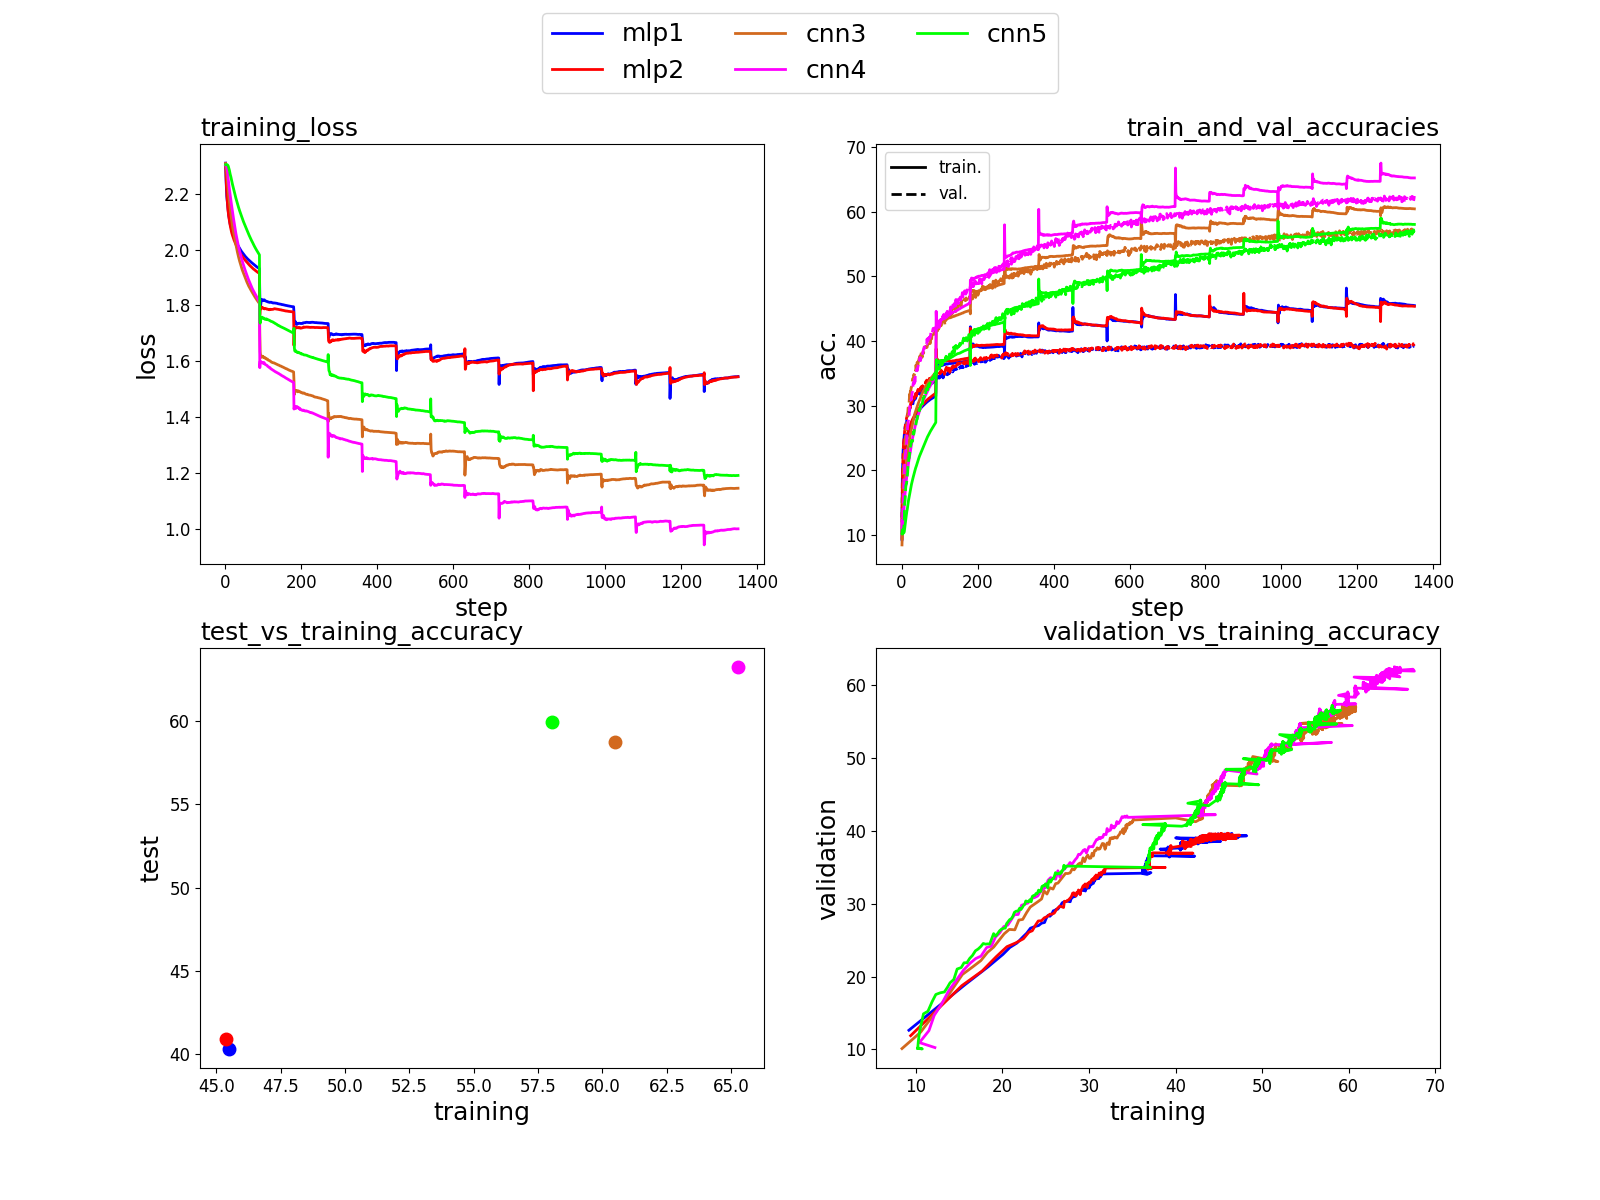 mlp1 cnn3 cnn5
mlp2 cnn4
training_loss
loss
2.2
2.0
1.8
1.6
1.4
1.2
1.0
0 200 400 600 800 1000 1200 1400
step
train_and_val_accuracies
train.
val.
acc.
70
60
50
40
30
20
10
0 200 400 600 800 1000 1200 1400
step
test_vs_training_accuracy
test
60
55
50
45
40
45.0 47.5 50.0 52.5 55.0 57.5 60.0 62.5 65.0
training
validation_vs_training_accuracy
validation
60
50
40
30
20
10
10 20 30 40 50 60 70
training